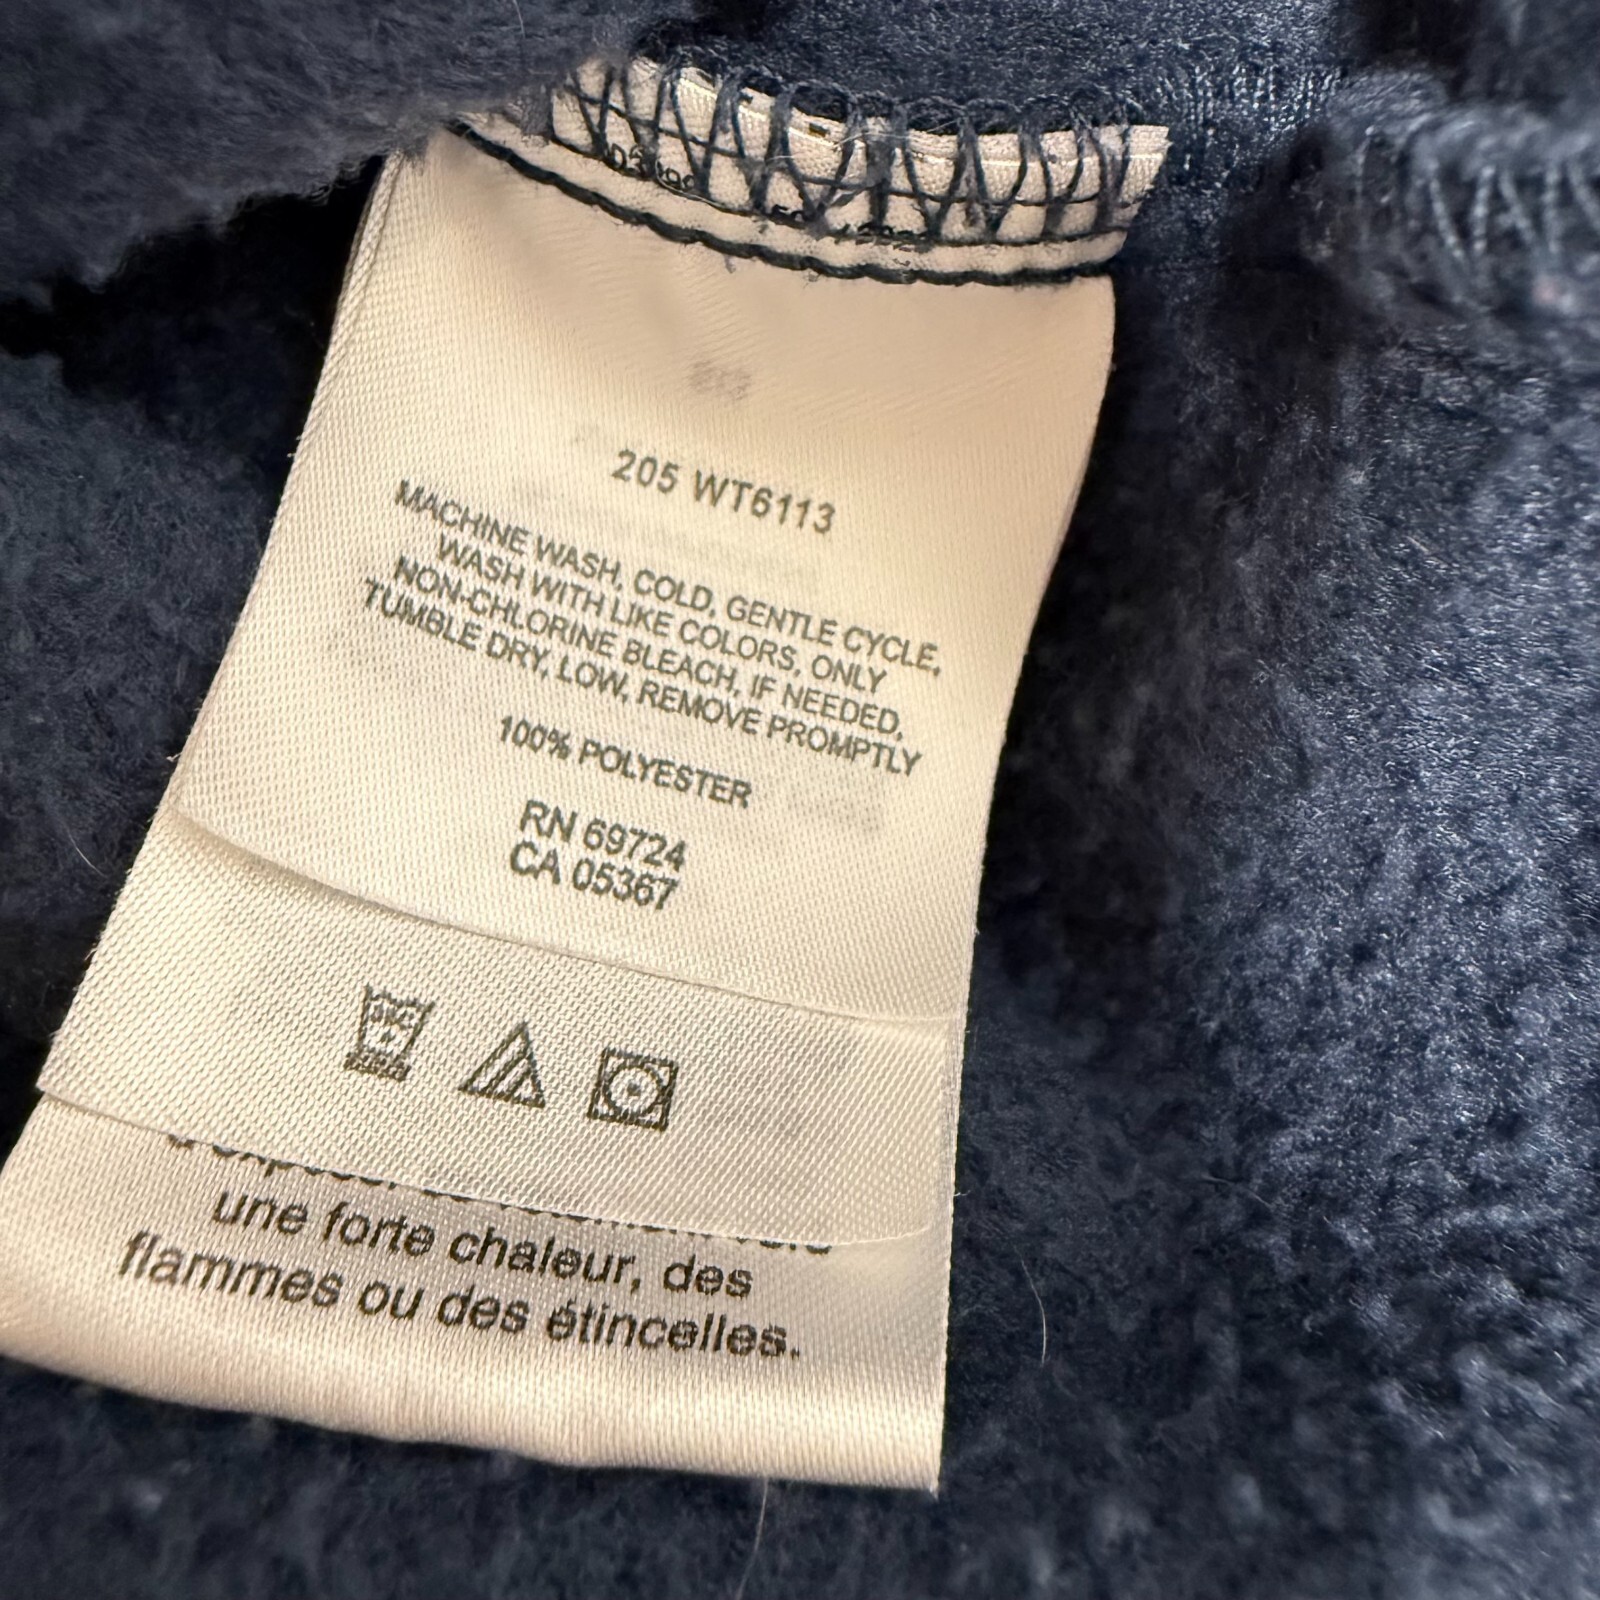 205 WT6113
MACHINE WASH, COLD, GENTLE CYCLE,
WASH WITH LIKE COLORS, ONLY
NON-CHLORINE BLEACH, IF NEEDED,
TUMBLE DRY, LOW, REMOVE PROMPTLY
100% POLYESTER
RN 69724
CA 05367
une forte chaleur, des
flammes ou des étincelles.